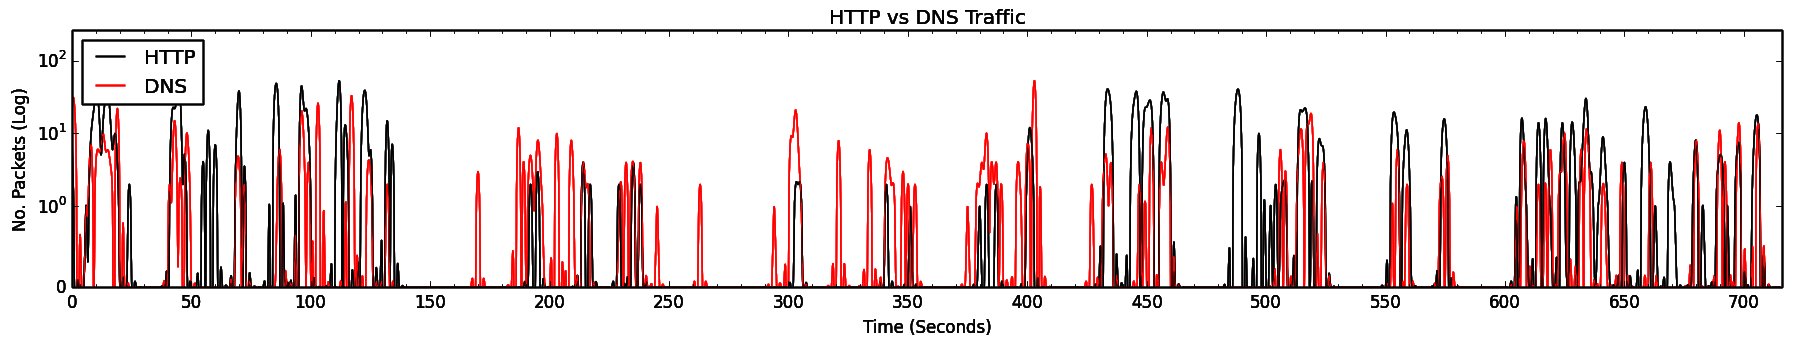 HTTP vs DNS Traffic
HTTP
DNS
No. Packets (Log)
10²
10¹
10⁰
0
0 50 100 150 200 250 300 350 400 450 500 550 600 650 700
Time (Seconds)